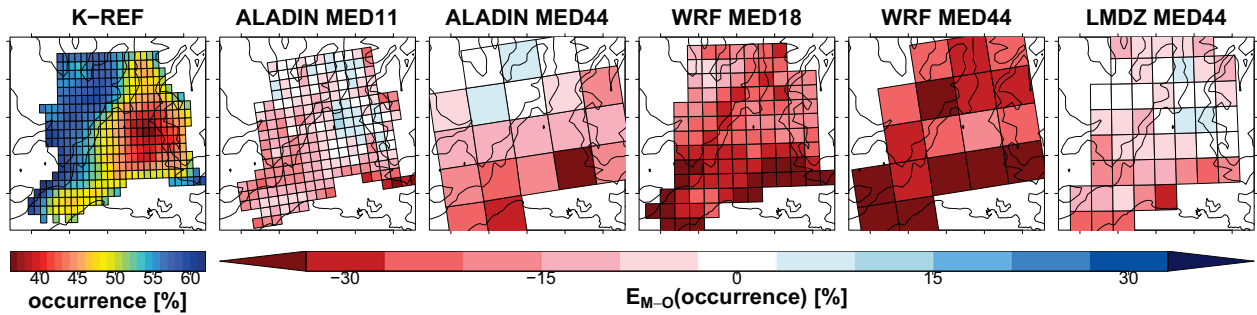 K−REF ALADIN MED11 ALADIN MED44 WRF MED18 WRF MED44 LMDZ MED44
40 45 50 55 60 −30 −15 0 15 30
occurrence [%] E_M−O(occurrence) [%]